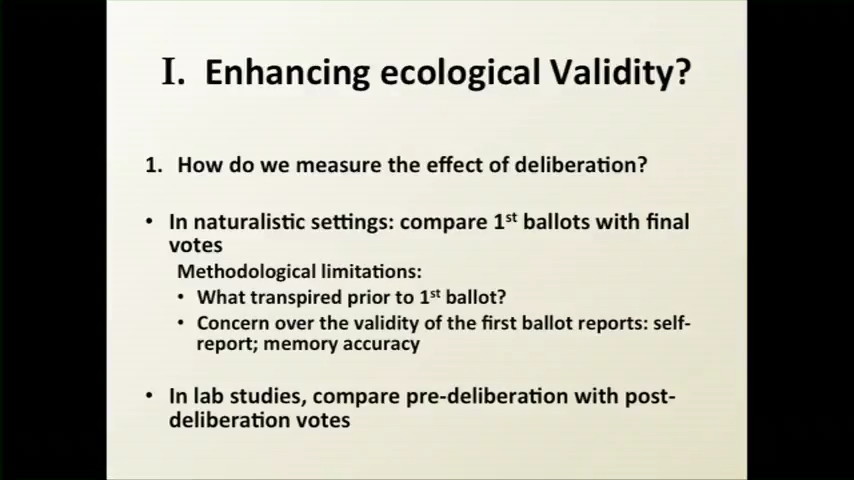 I. Enhancing ecological Validity?
1. How do we measure the effect of deliberation?
• In naturalistic settings: compare 1st ballots with final
votes
Methodological limitations:
• What transpired prior to 1st ballot?
• Concern over the validity of the first ballot reports: self-
report; memory accuracy
• In lab studies, compare pre-deliberation with post-
deliberation votes